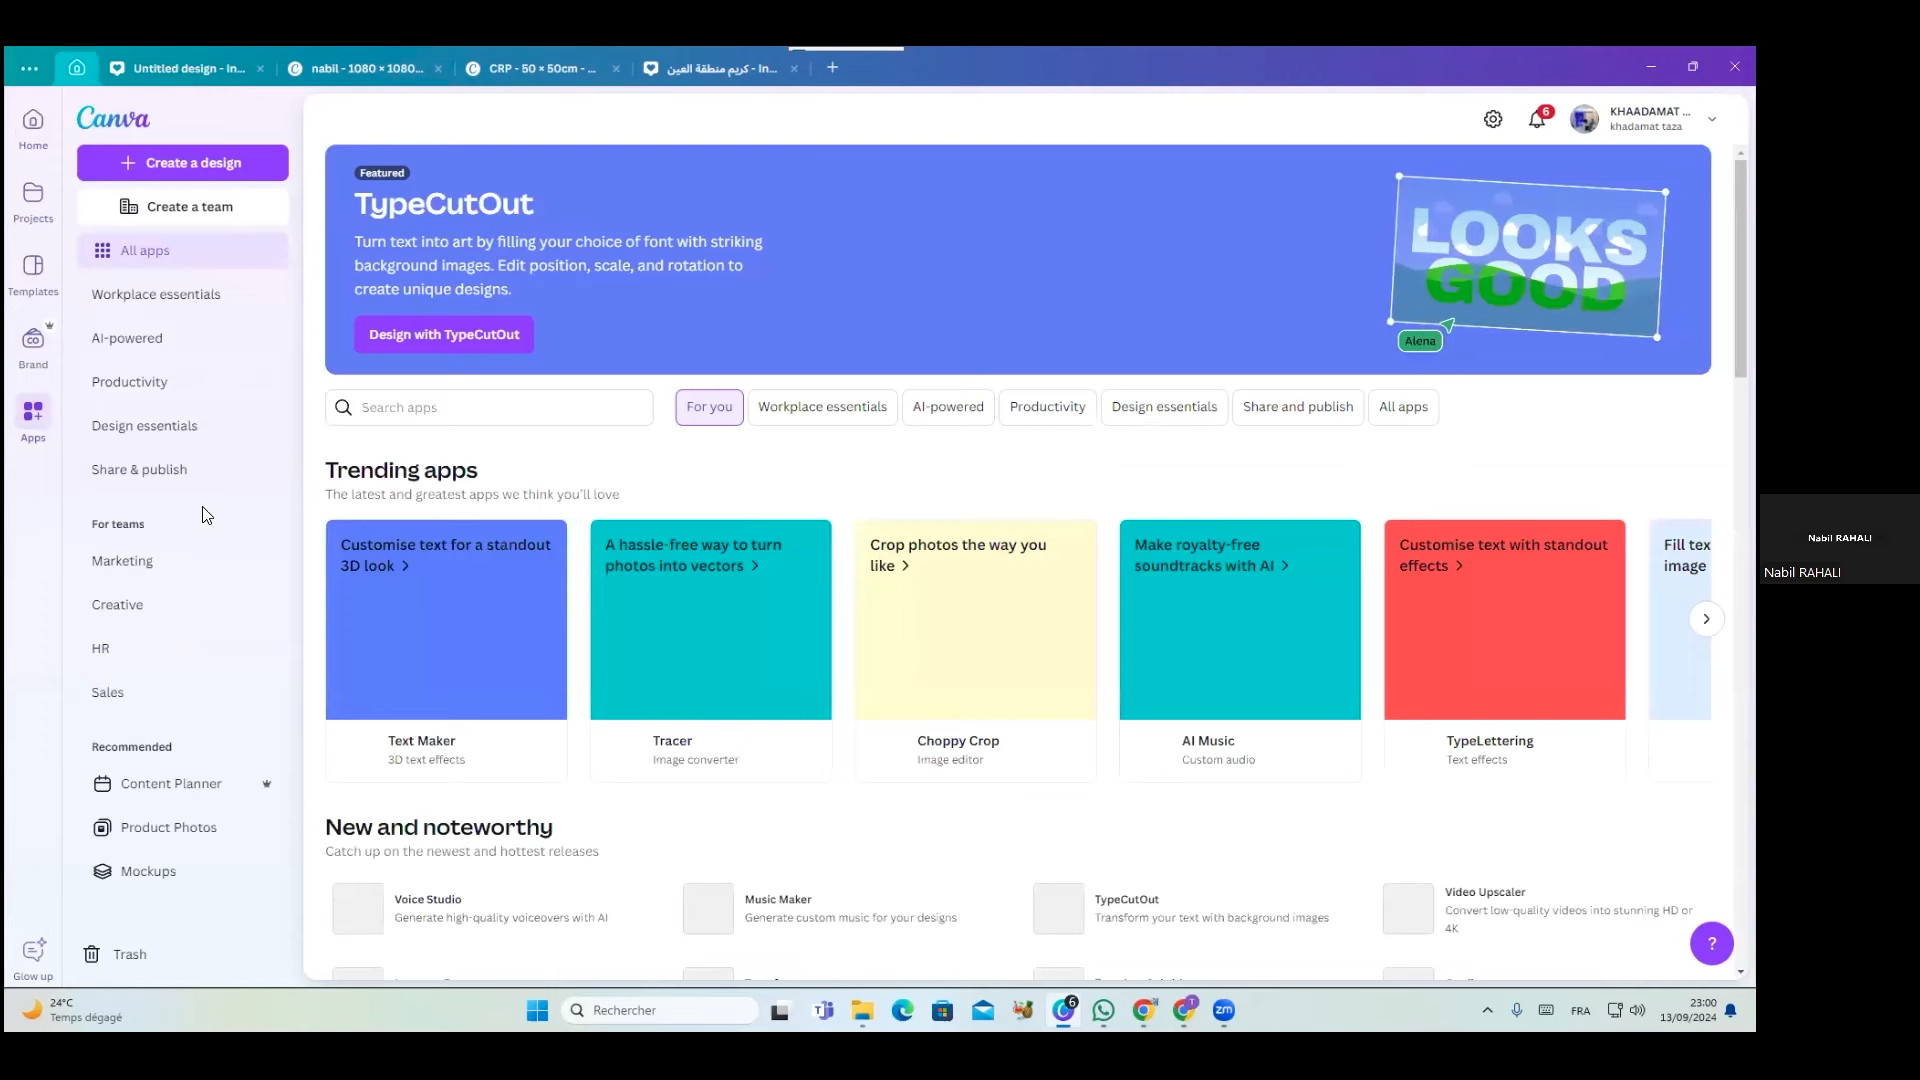 Untitled design - In...
nabil - 1080 × 1080...
CRP - 50 × 50cm - ...
كريم منطقة العين - In...
Canva
KHAADAMAT ...
khadamat taza
6
Home
Projects
Templates
Brand
Apps
Glow up
Create a design
Create a team
All apps
Workplace essentials
AI-powered
Productivity
Design essentials
Share & publish
For teams
Marketing
Creative
HR
Sales
Recommended
Content Planner
Product Photos
Mockups
Trash
Featured
TypeCutOut
Turn text into art by filling your choice of font with striking
background images. Edit position, scale, and rotation to
create unique designs.
Design with TypeCutOut
LOOKS
GOOD
Alena
Search apps
For you
Workplace essentials
AI-powered
Productivity
Design essentials
Share and publish
All apps
Trending apps
The latest and greatest apps we think you'll love
Customise text for a standout
3D look
Text Maker
3D text effects
A hassle-free way to turn
photos into vectors
Tracer
Image converter
Crop photos the way you
like
Choppy Crop
Image editor
Make royalty-free
soundtracks with AI
AI Music
Custom audio
Customise text with standout
effects
TypeLettering
Text effects
Fill tex
image
New and noteworthy
Catch up on the newest and hottest releases
Voice Studio
Generate high-quality voiceovers with AI
Music Maker
Generate custom music for your designs
TypeCutOut
Transform your text with background images
Video Upscaler
Convert low-quality videos into stunning HD or
4K
?
Nabil RAHALI
Nabil RAHALI
24°C
Temps dégagé
Rechercher
6
T
zm
FRA
23:00
13/09/2024